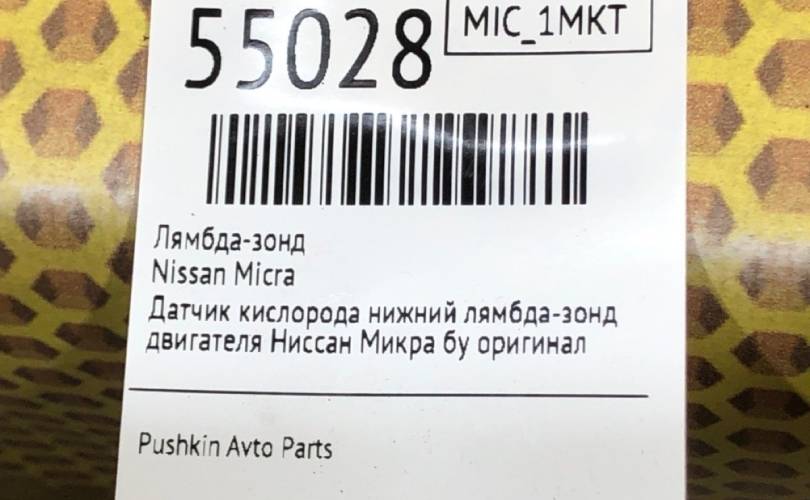 55028
MIC_1MKT
Лямбда-зонд
Nissan Micra
Датчик кислорода нижний лямбда-зонд
двигателя Ниссан Микра бу оригинал
Pushkin Avto Parts